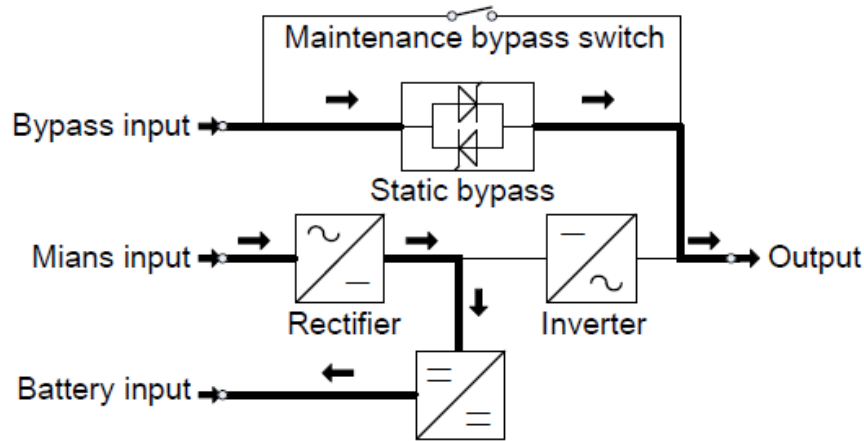 Maintenance bypass switch
Bypass input
Static bypass
Mians input
Output
Rectifier
Inverter
Battery input